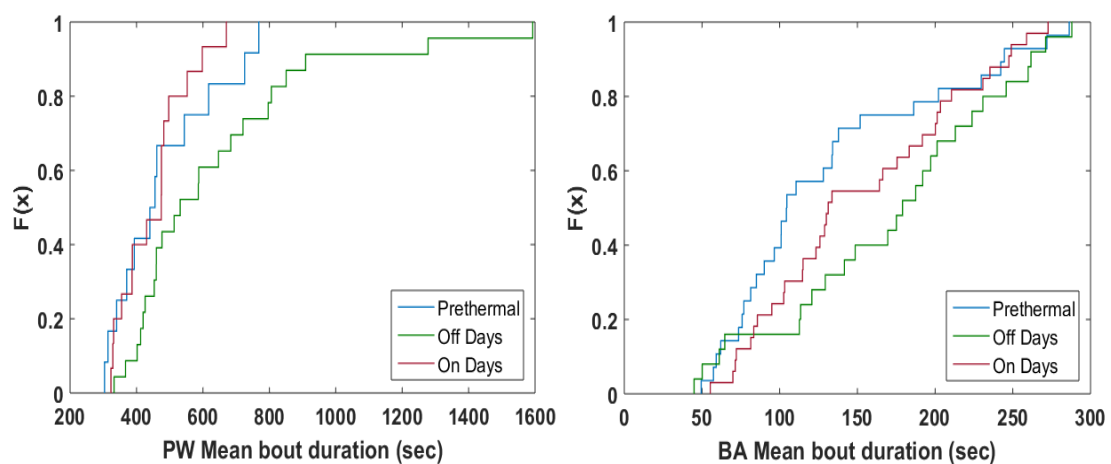 1
0.8
0.6
0.4
0.2
0
F(x)
200
400
600
800
1000
1200
1400
1600
PW Mean bout duration (sec)
Prethermal
Off Days
On Days
1
0.8
0.6
0.4
0.2
0
F(x)
0
50
100
150
200
250
300
BA Mean bout duration (sec)
Prethermal
Off Days
On Days